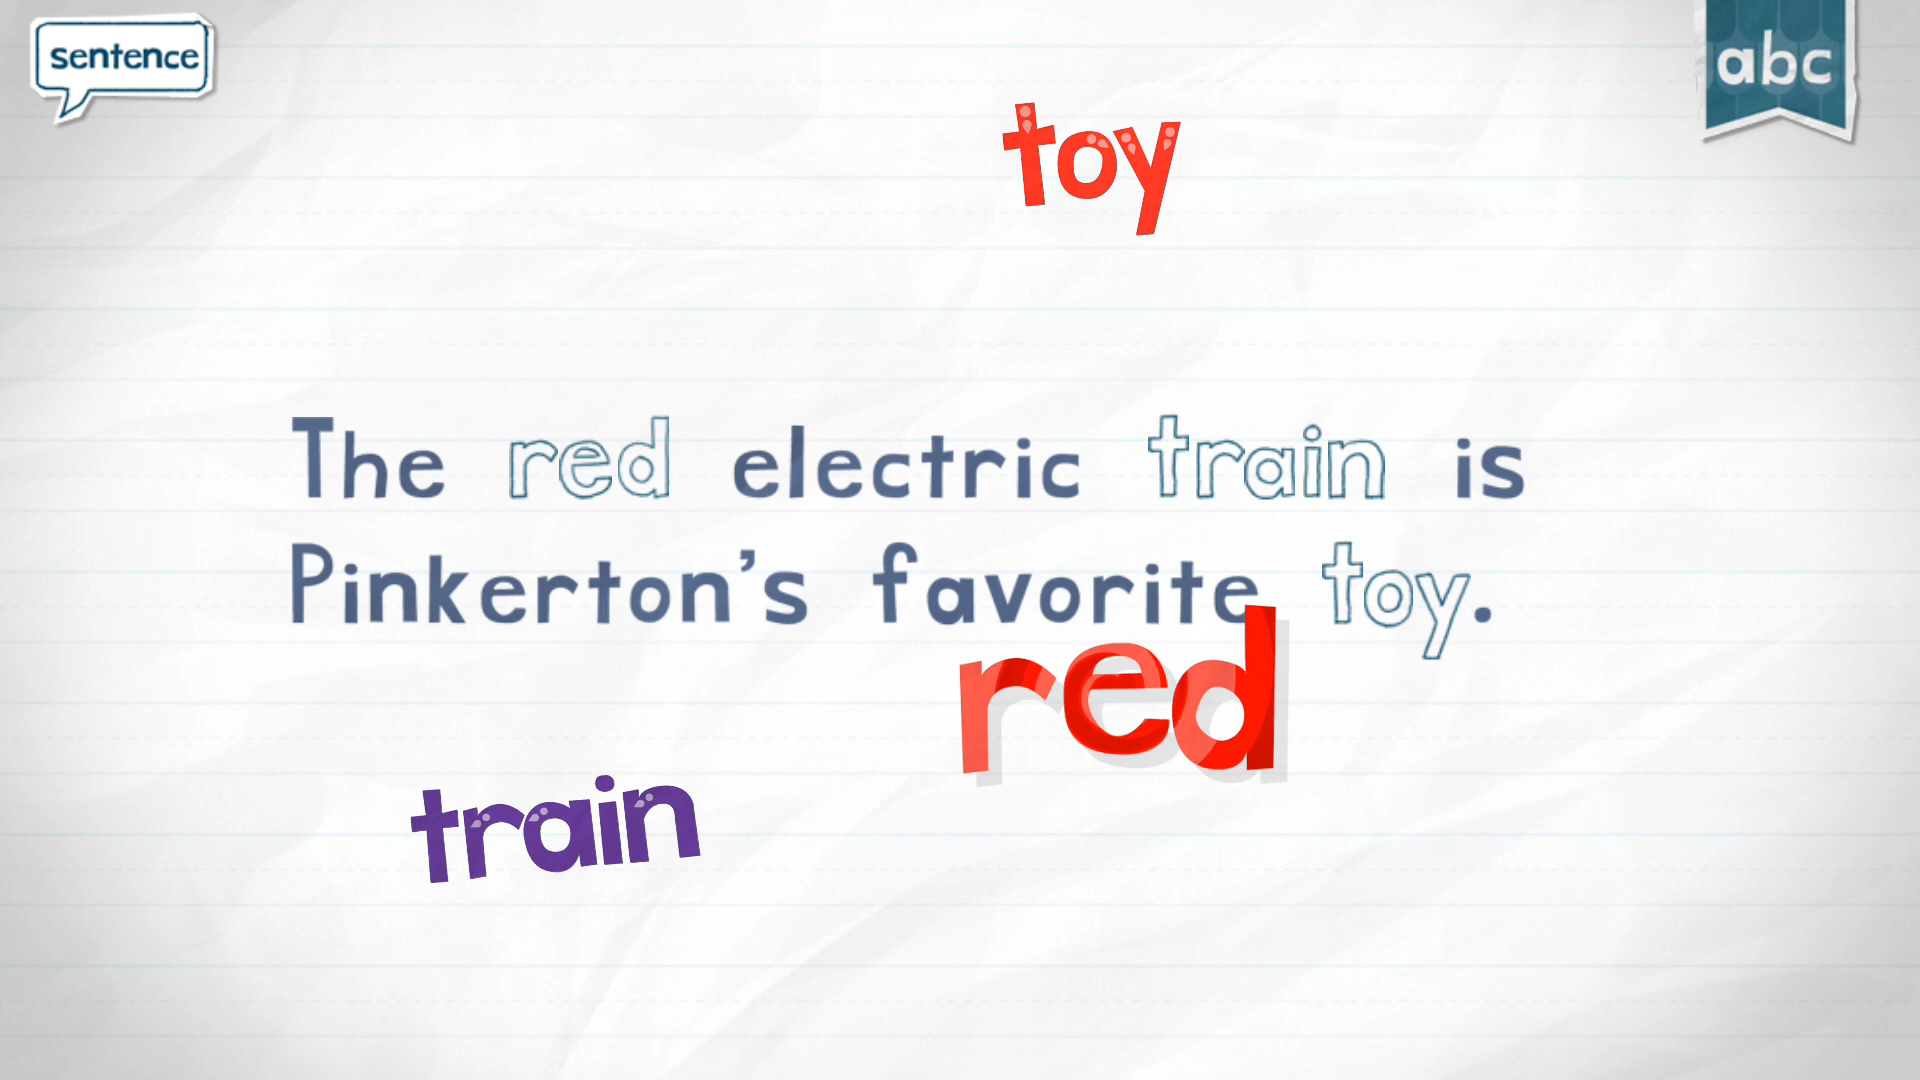 sentence
abc
toy
The red electric train is
Pinkerton’s favorite toy.
red
train